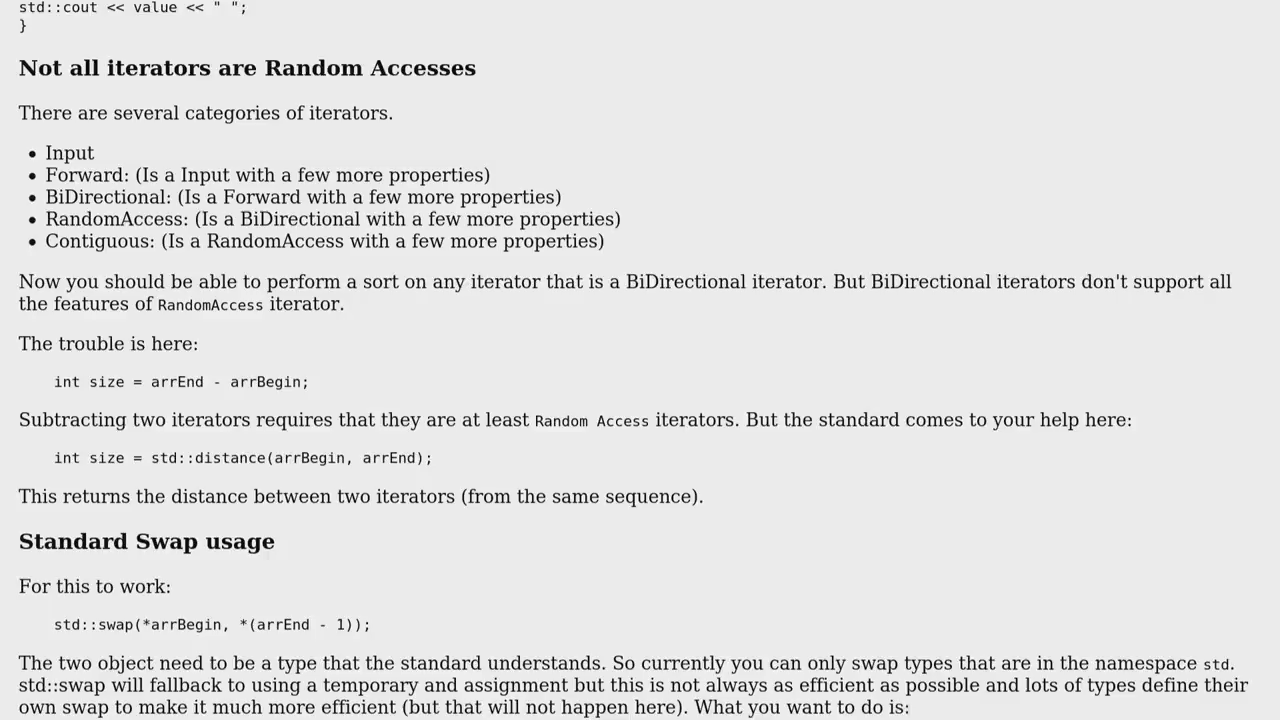 std::cout << value << " ";
}
Not all iterators are Random Accesses
There are several categories of iterators.
• Input
• Forward: (Is a Input with a few more properties)
• BiDirectional: (Is a Forward with a few more properties)
• RandomAccess: (Is a BiDirectional with a few more properties)
• Contiguous: (Is a RandomAccess with a few more properties)
Now you should be able to perform a sort on any iterator that is a BiDirectional iterator. But BiDirectional iterators don't support all
the features of RandomAccess iterator.
The trouble is here:
int size = arrEnd - arrBegin;
Subtracting two iterators requires that they are at least Random Access iterators. But the standard comes to your help here:
int size = std::distance(arrBegin, arrEnd);
This returns the distance between two iterators (from the same sequence).
Standard Swap usage
For this to work:
std::swap(*arrBegin, *(arrEnd - 1));
The two object need to be a type that the standard understands. So currently you can only swap types that are in the namespace std.
std::swap will fallback to using a temporary and assignment but this is not always as efficient as possible and lots of types define their
own swap to make it much more efficient (but that will not happen here). What you want to do is: